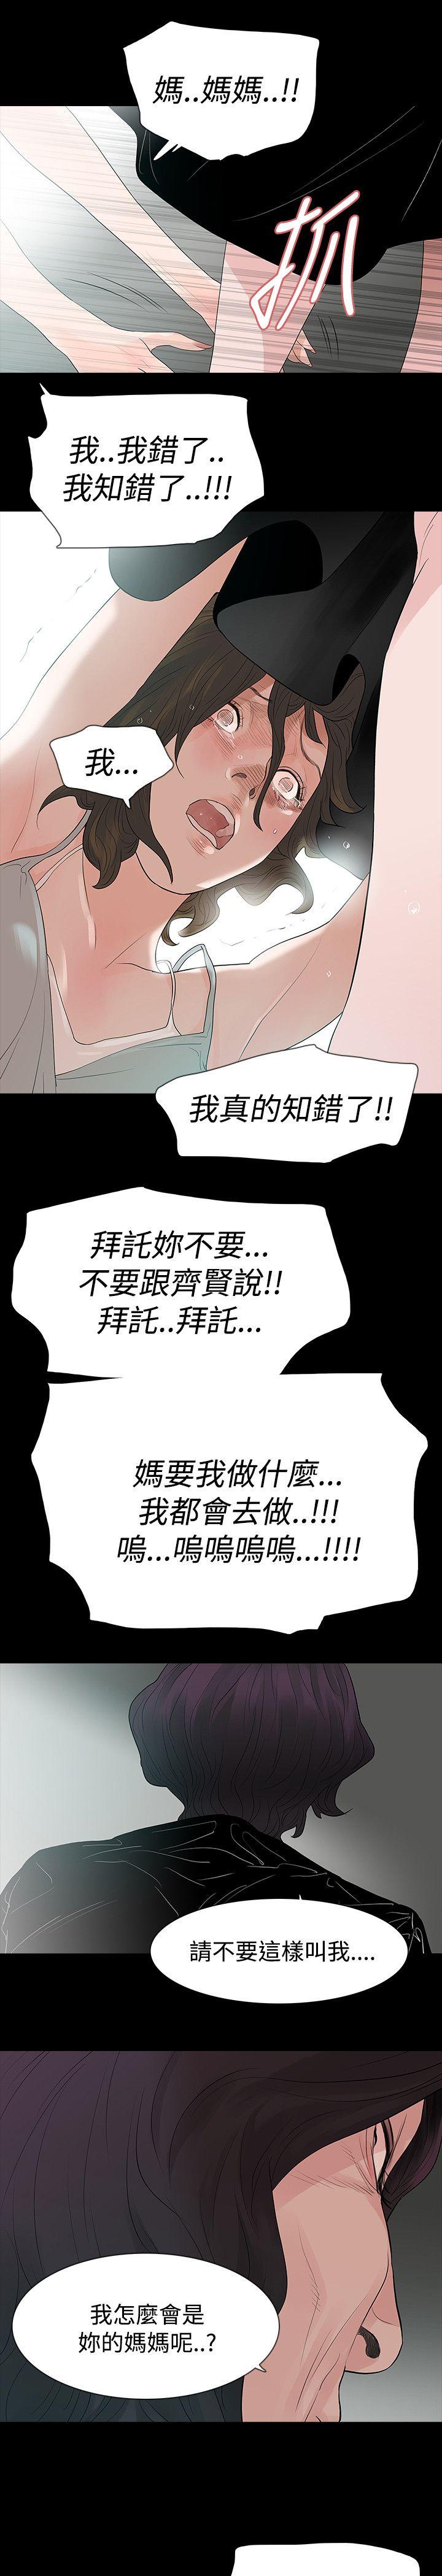 媽..媽媽..!!
抓
我..我錯了..
我知錯了..!!!
我...
我真的知錯了!!
拜託妳不要...
不要跟齊賢說!!
拜託..拜託...
媽要我做什麼...
我都會去做..!!!
嗚...嗚嗚嗚嗚...!!!!
請不要這樣叫我....
我怎麼會是
妳的媽媽呢..?